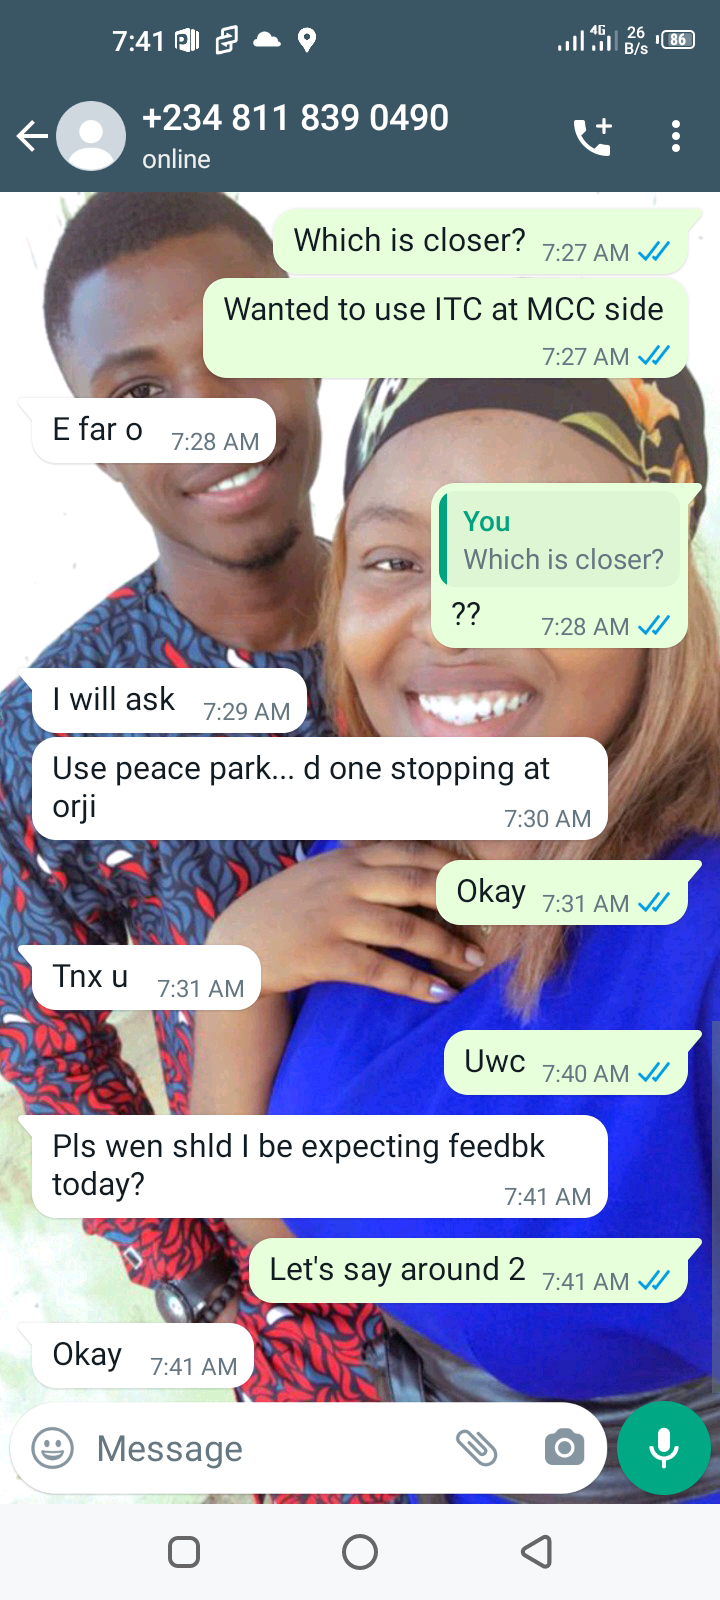 7:41
4G
26
B/s
86
+234 811 839 0490
online
Which is closer? 7:27 AM
Wanted to use ITC at MCC side
7:27 AM
E far o 7:28 AM
You
Which is closer?
?? 7:28 AM
I will ask 7:29 AM
Use peace park... d one stopping at
orji 7:30 AM
Okay 7:31 AM
Tnx u 7:31 AM
Uwc 7:40 AM
Pls wen shld I be expecting feedbk
today? 7:41 AM
Let's say around 2 7:41 AM
Okay 7:41 AM
Message